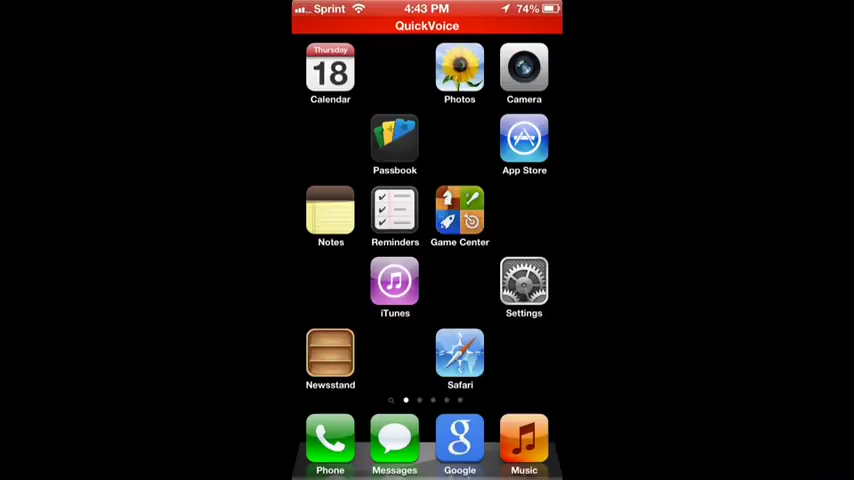 Sprint 4:43 PM 74%
QuickVoice
Thursday
18
Calendar Photos Camera
Passbook App Store
Notes Reminders Game Center
iTunes Settings
Newsstand Safari
g
Phone Messages Google Music